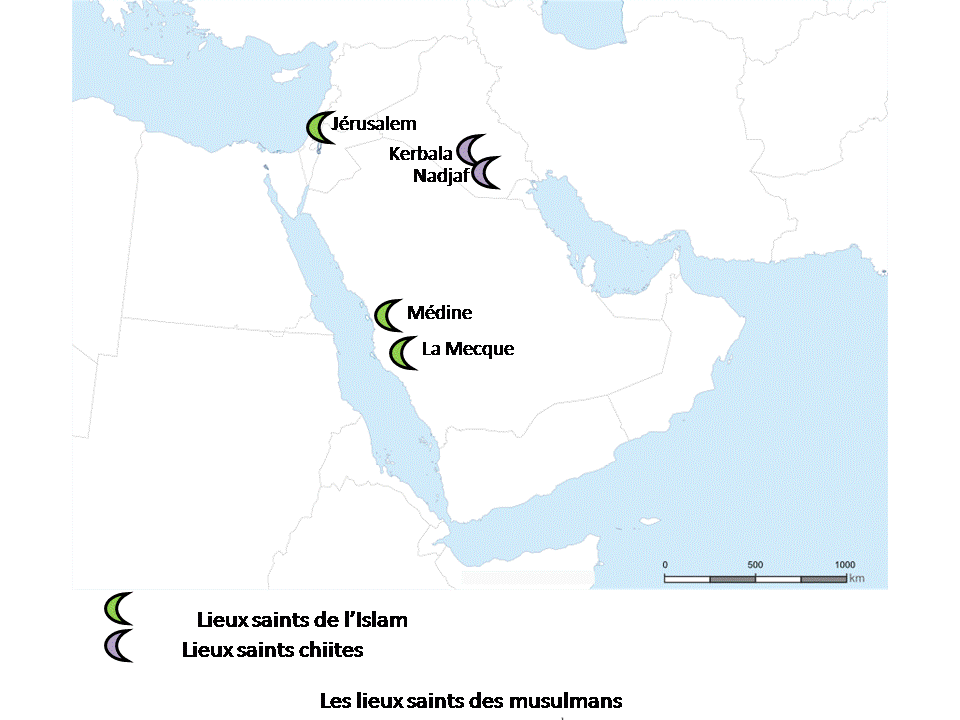 Jérusalem
Kerbala
Nadjaf
Médine
La Mecque
0 500 1000
km
Lieux saints de l’Islam
Lieux saints chiites
Les lieux saints des musulmans